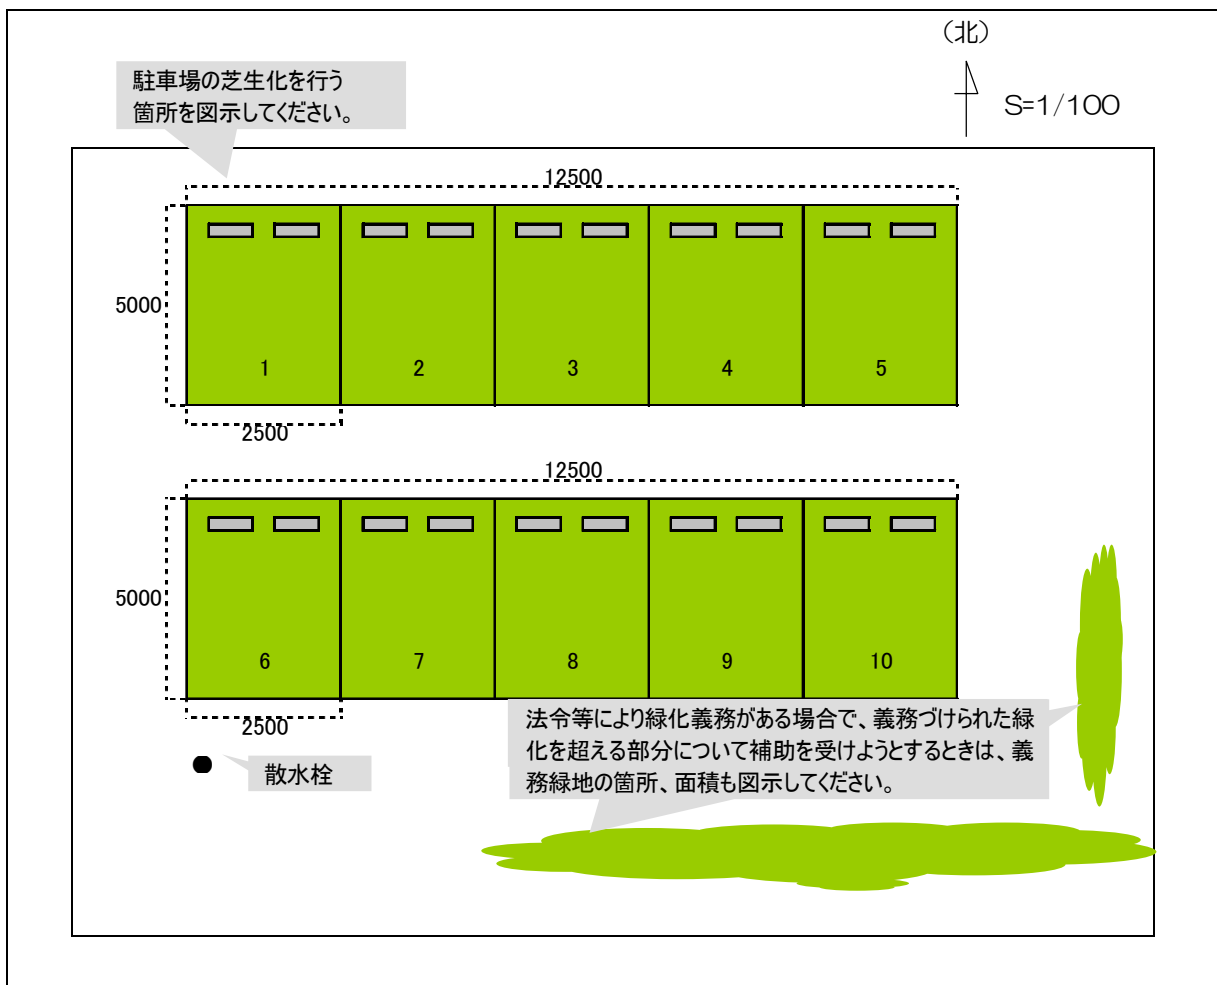 （北）
S=1/100
駐車場の芝生化を行う
箇所を図示してください。
12500
5000
1
2
3
4
5
2500
12500
5000
6
7
8
9
10
2500
法令等により緑化義務がある場合で、義務づけられた緑
化を超える部分について補助を受けようとするときは、義
務緑地の箇所、面積も図示してください。
散水栓